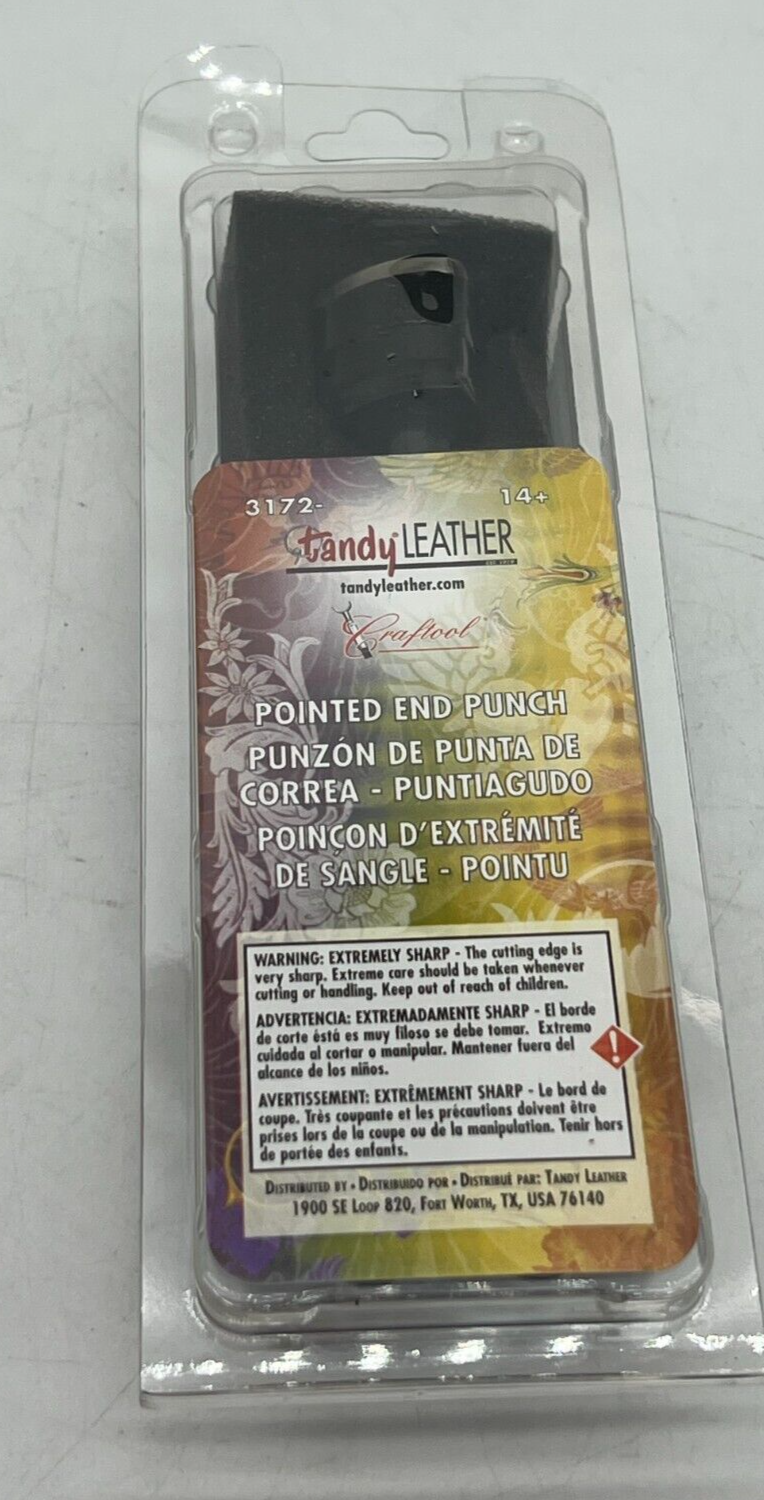 3172- 14+
tandy LEATHER
tandyleather.com
Craftool
POINTED END PUNCH
PUNZÓN DE PUNTA DE
CORREA - PUNTIAGUDO
POINÇON D'EXTRÉMITÉ
DE SANGLE - POINTU
WARNING: EXTREMELY SHARP - The cutting edge is
very sharp. Extreme care should be taken whenever
cutting or handling. Keep out of reach of children.
ADVERTENCIA: EXTREMADAMENTE SHARP - El borde
de corte éstá es muy filoso se debe tomar. Extremo
cuidada al cortar o manipular. Mantener fuera del
alcance de los niños.
AVERTISSEMENT: EXTRÊMEMENT SHARP - Le bord de
coupe. Très coupante et les précautions doivent être
prises lors de la coupe ou de la manipulation. Tenir hors
de portée des enfants.
DISTRIBUTED BY • DISTRIBUIDO POR • DISTRIBUÉ PAR: TANDY LEATHER
1900 SE LOOP 820, FORT WORTH, TX, USA 76140